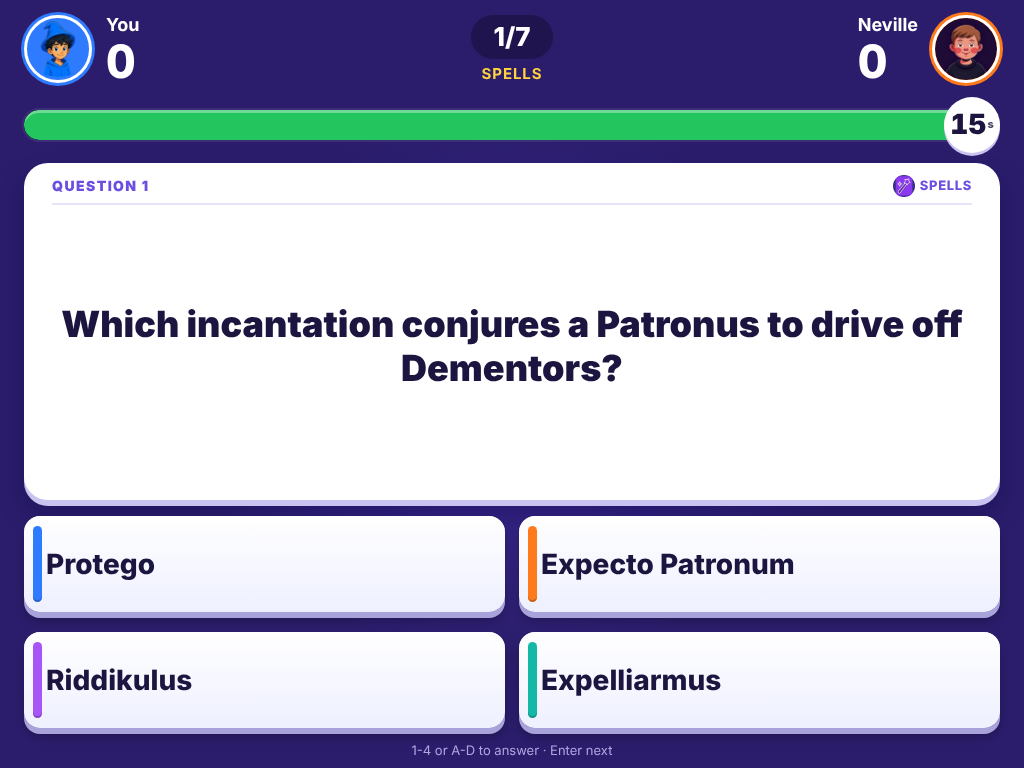 You
0
1/7
SPELLS
Neville
0
15s
QUESTION 1
SPELLS
Which incantation conjures a Patronus to drive off
Dementors?
Protego
Expecto Patronum
Riddikulus
Expelliarmus
1-4 or A-D to answer · Enter next